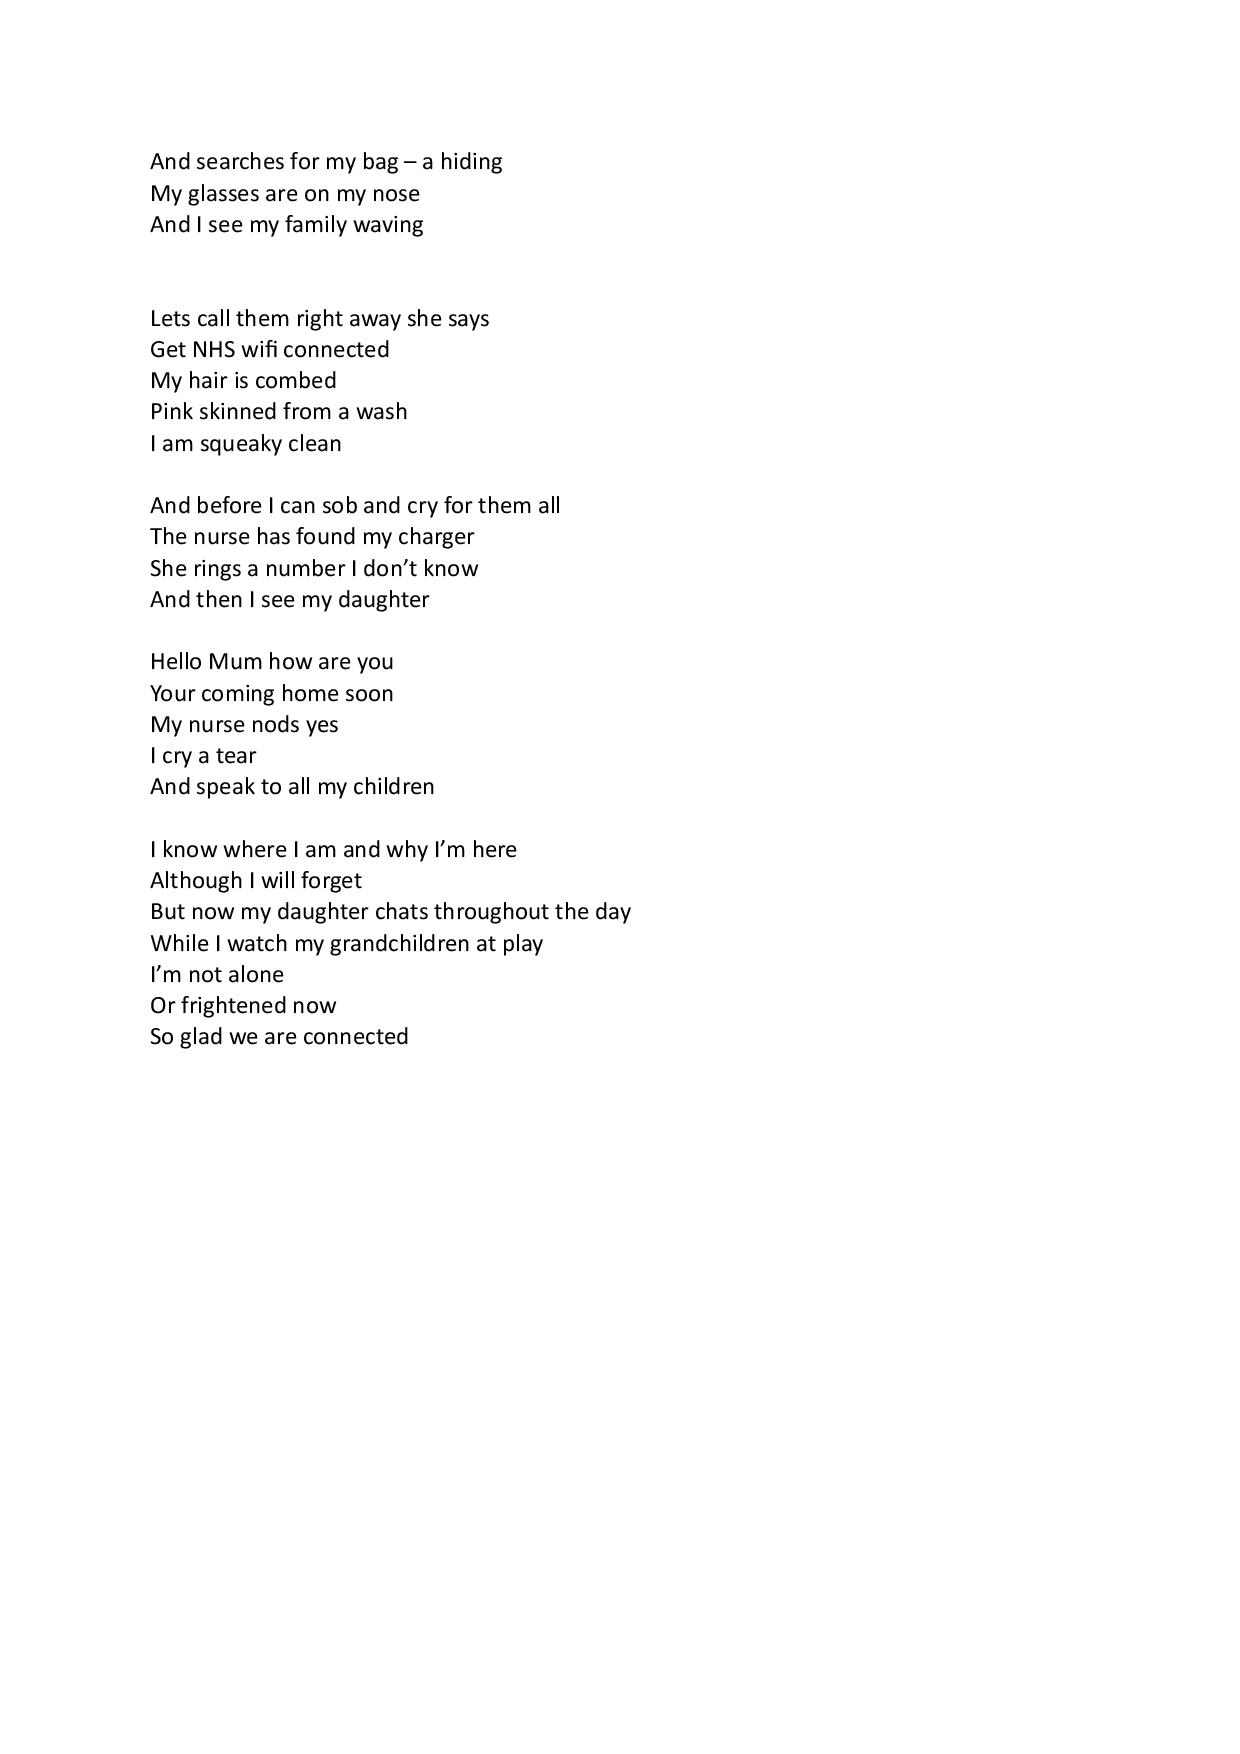 And searches for my bag – a hiding
My glasses are on my nose
And I see my family waving
Lets call them right away she says
Get NHS wifi connected
My hair is combed
Pink skinned from a wash
I am squeaky clean
And before I can sob and cry for them all
The nurse has found my charger
She rings a number I don’t know
And then I see my daughter
Hello Mum how are you
Your coming home soon
My nurse nods yes
I cry a tear
And speak to all my children
I know where I am and why I’m here
Although I will forget
But now my daughter chats throughout the day
While I watch my grandchildren at play
I’m not alone
Or frightened now
So glad we are connected